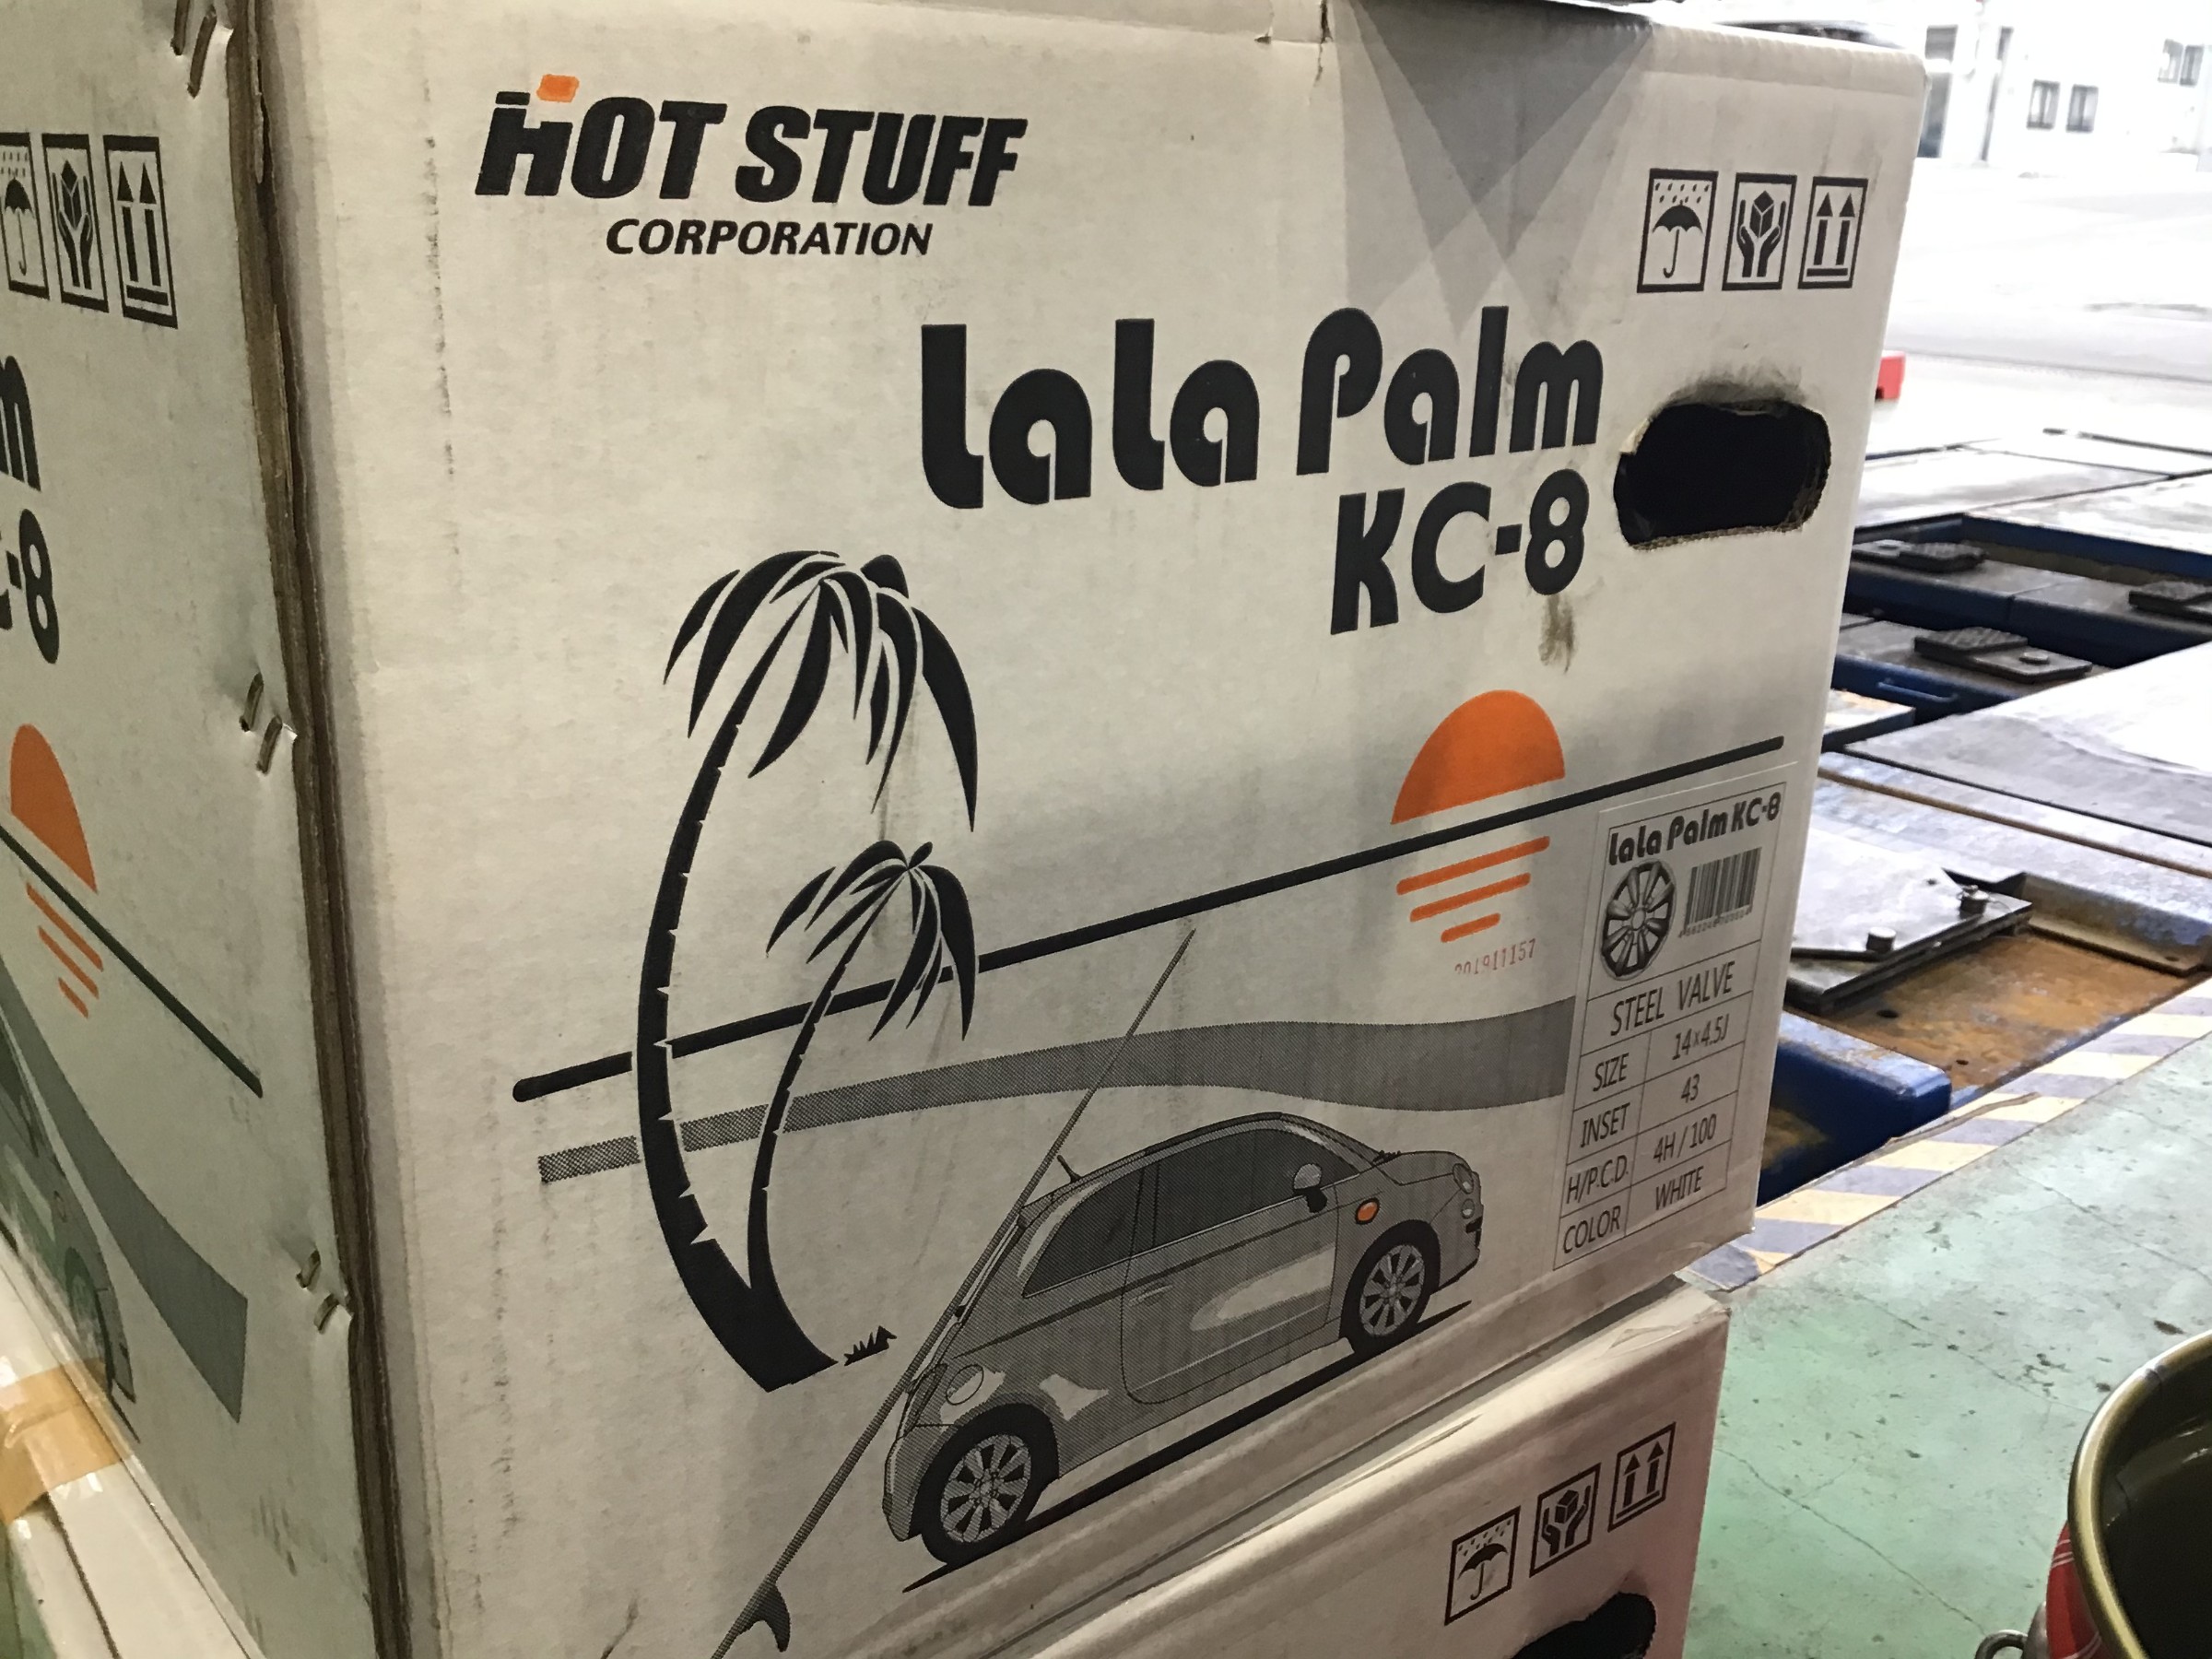 HOT STUFF
CORPORATION
LaLa Palm
KC-8
m
-8
LaLa Palm KC-8
STEEL VALVE
SIZE 14×4.5J
INSET 43
H/P.C.D. 4H / 100
COLOR WHITE